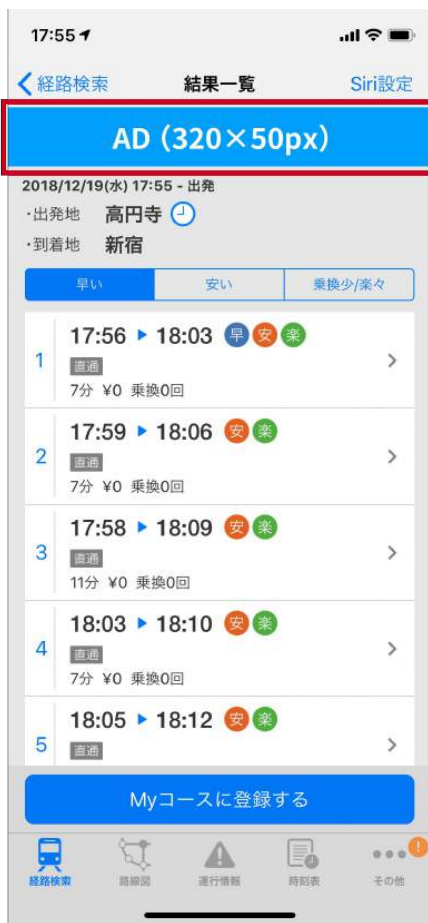 17:55
経路検索 結果一覧 Siri設定
AD（320×50px）
2018/12/19(水) 17:55 - 出発
・出発地 高円寺
・到着地 新宿
早い 安い 乗換少/楽々
1 17:56 ▶ 18:03 早 安 楽
直通
7分 ¥0 乗換0回
2 17:59 ▶ 18:06 安 楽
直通
7分 ¥0 乗換0回
3 17:58 ▶ 18:09 安 楽
直通
11分 ¥0 乗換0回
4 18:03 ▶ 18:10 安 楽
直通
7分 ¥0 乗換0回
5 18:05 ▶ 18:12 安 楽
直通
Myコースに登録する
経路検索 路線図 運行情報 時刻表 その他